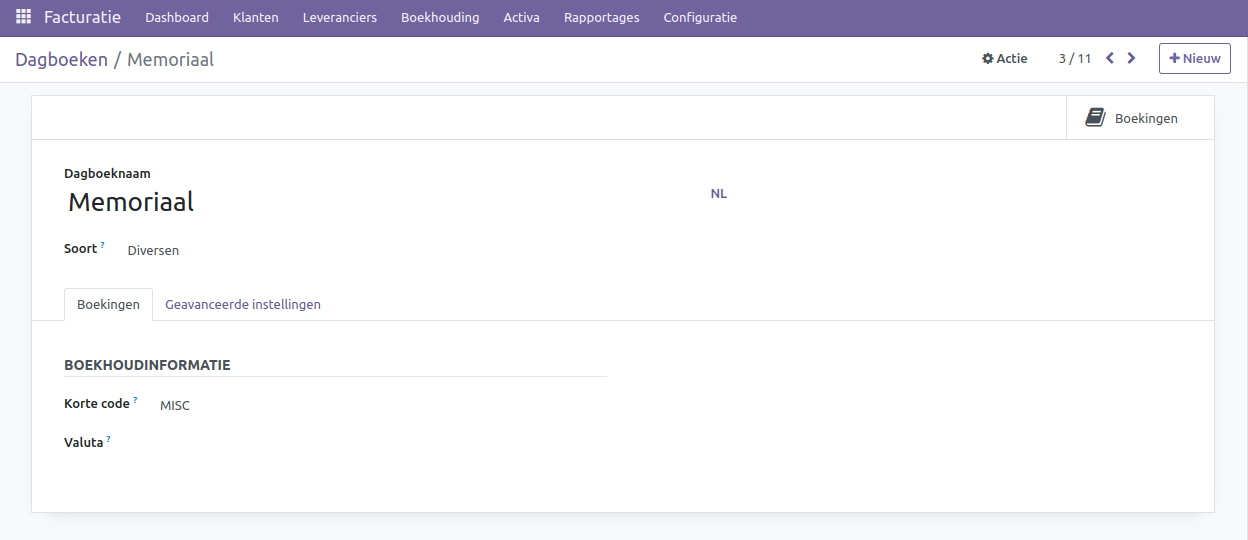 Facturatie Dashboard Klanten Leveranciers Boekhouding Activa Rapportages Configuratie
Dagboeken / Memoriaal Actie 3 / 11 Nieuw
Boekingen
Dagboeknaam
Memoriaal NL
Soort ? Diversen
Boekingen Geavanceerde instellingen
BOEKHOUDINFORMATIE
Korte code ? MISC
Valuta ?